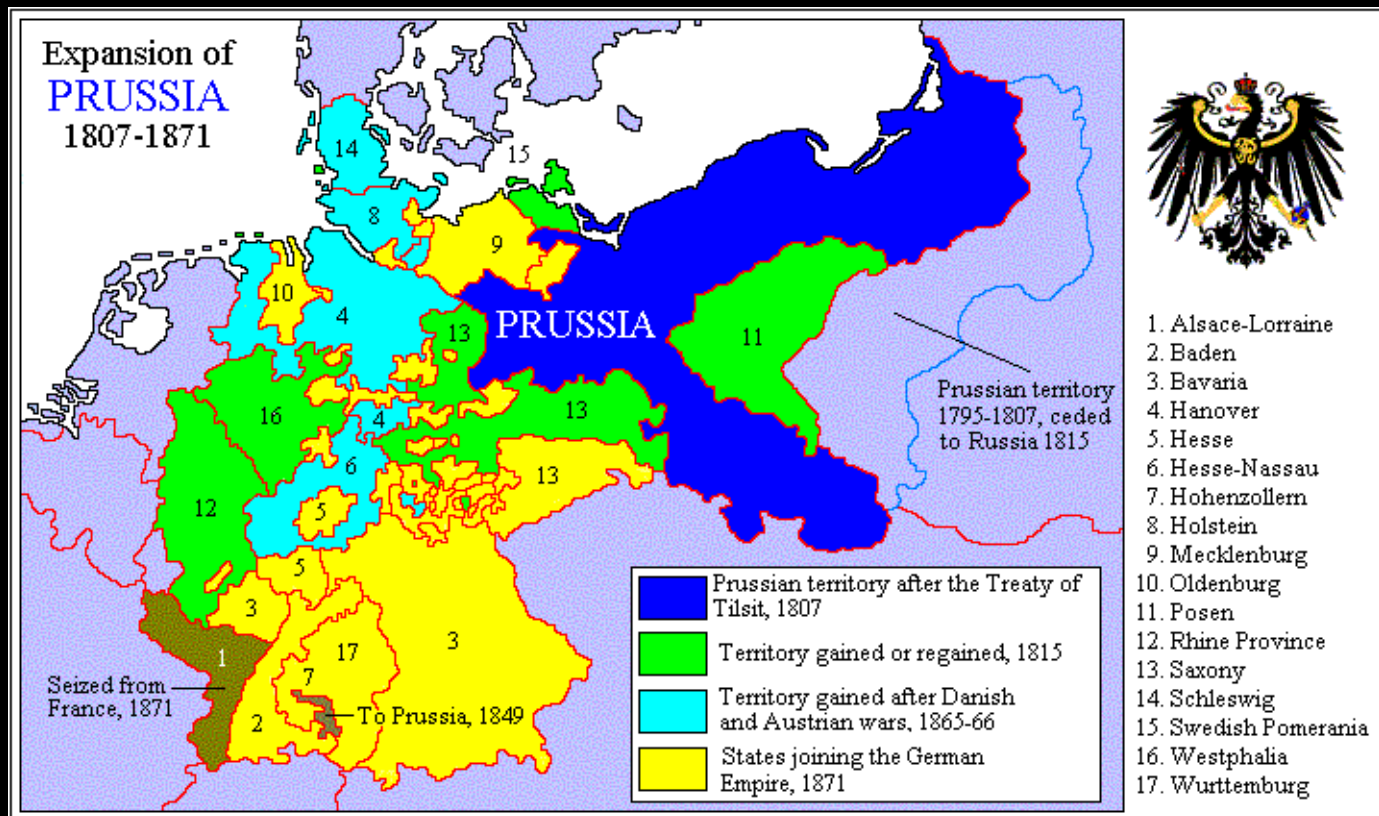 Expansion of
PRUSSIA
1807-1871
14
15
8
9
10
4
13
PRUSSIA
11
Prussian territory
1795-1807, ceded
to Russia 1815
16
4
13
6
13
12
5
5
3
17
3
1
7
Seized from
France, 1871
To Prussia, 1849
2
Prussian territory after the Treaty of
Tilsit, 1807
Territory gained or regained, 1815
Territory gained after Danish
and Austrian wars, 1865-66
States joining the German
Empire, 1871
1. Alsace-Lorraine
2. Baden
3. Bavaria
4. Hanover
5. Hesse
6. Hesse-Nassau
7. Hohenzollern
8. Holstein
9. Mecklenburg
10. Oldenburg
11. Posen
12. Rhine Province
13. Saxony
14. Schleswig
15. Swedish Pomerania
16. Westphalia
17. Wurttemburg